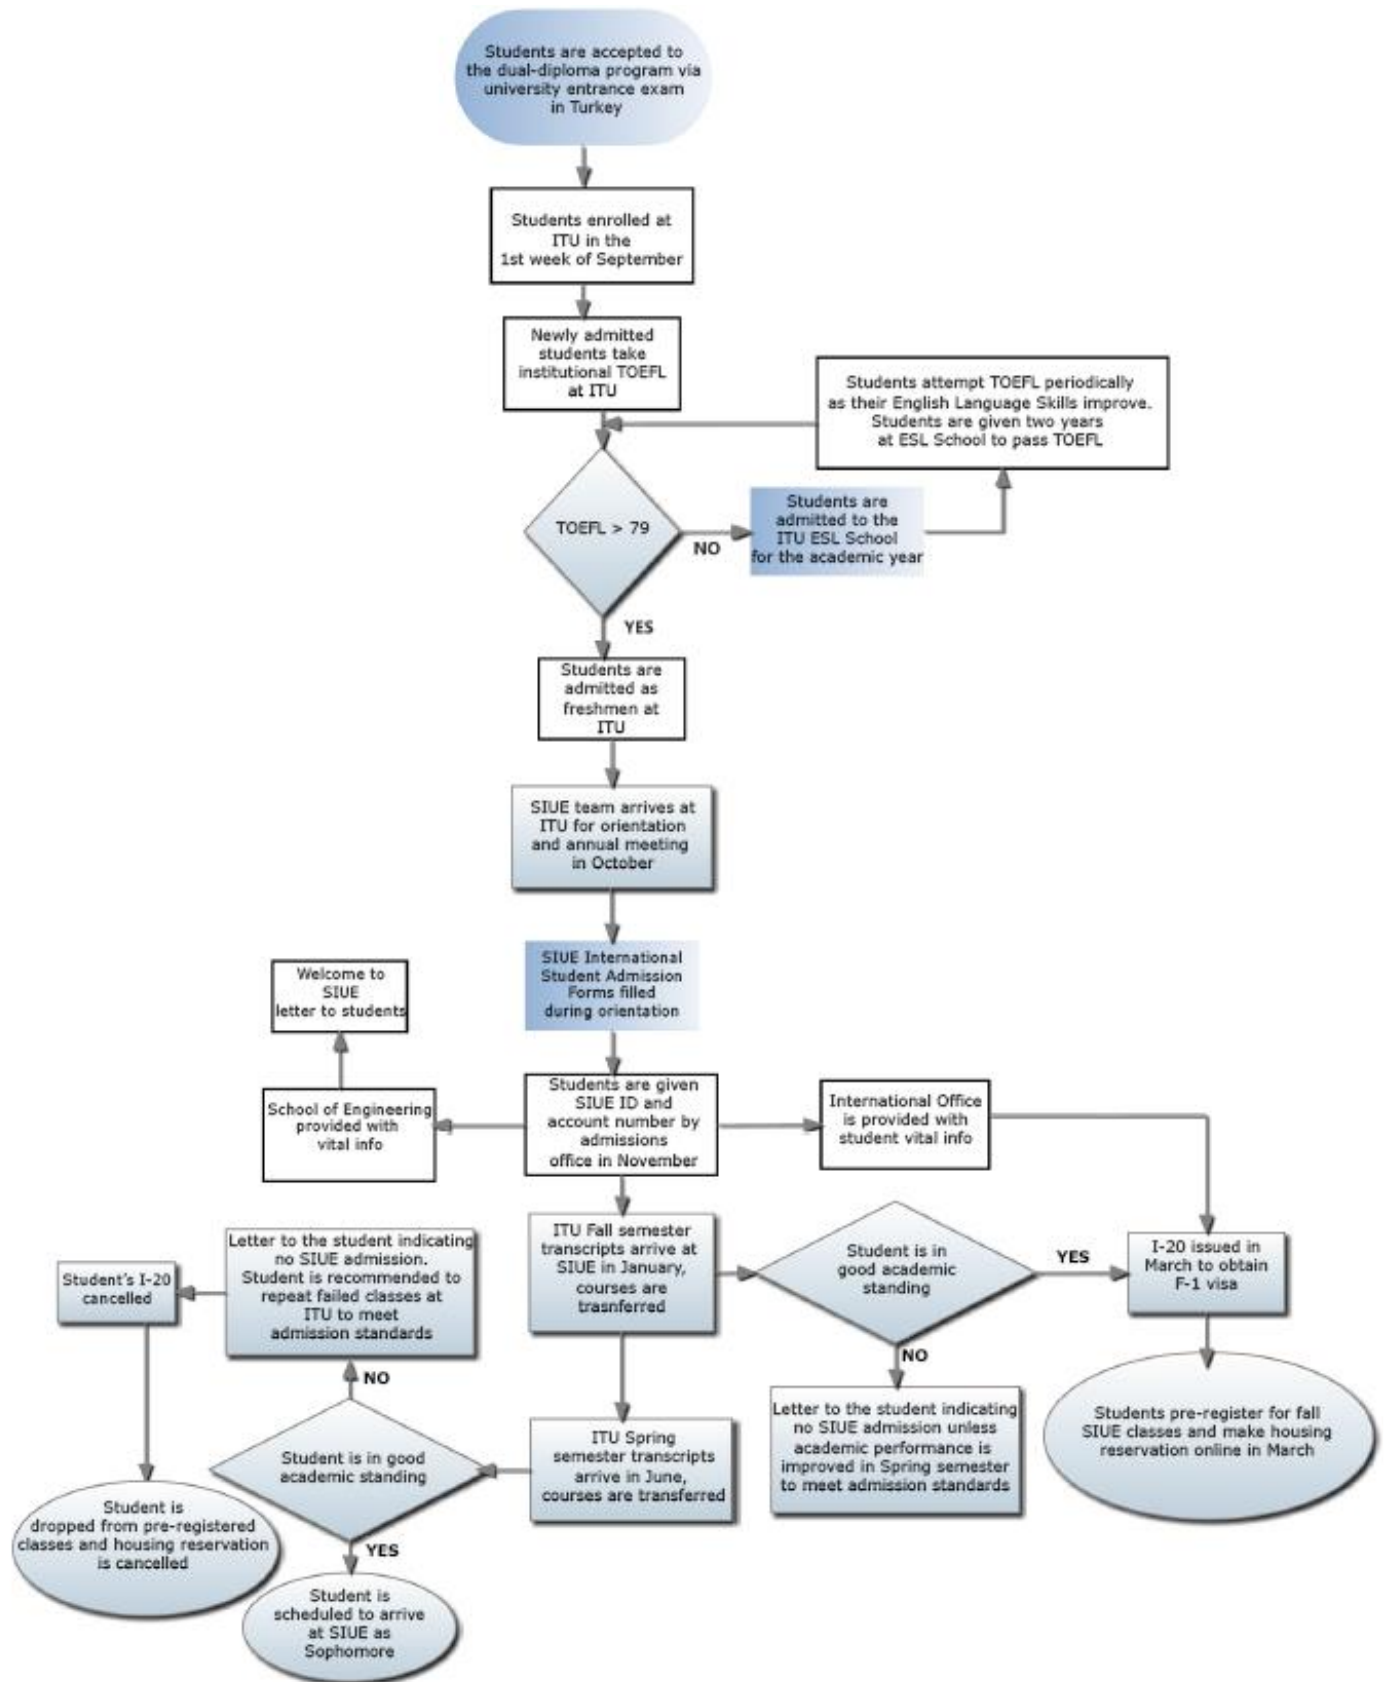 Students are accepted to
the dual-diploma program via
university entrance exam
in Turkey
Students enrolled at
ITU in the
1st week of September
Newly admitted
students take
institutional TOEFL
at ITU
Students attempt TOEFL periodically
as their English Language Skills improve.
Students are given two years
at ESL School to pass TOEFL
TOEFL > 79
NO
Students are
admitted to the
ITU ESL School
for the academic year
YES
Students are
admitted as
freshmen at
ITU
SIUE team arrives at
ITU for orientation
and annual meeting
in October
SIUE International
Student Admission
Forms filled
during orientation
Welcome to
SIUE
letter to students
School of Engineering
provided with
vital info
Students are given
SIUE ID and
account number by
admissions
office in November
International Office
is provided with
student vital info
Student's I-20
cancelled
Letter to the student indicating
no SIUE admission.
Student is recommended to
repeat failed classes at
ITU to meet
admission standards
ITU Fall semester
transcripts arrive at
SIUE in January,
courses are
trasnferred
Student is in
good academic
standing
YES
I-20 issued in
March to obtain
F-1 visa
NO
NO
Student is in good
academic standing
ITU Spring
semester transcripts
arrive in June,
courses are transferred
Letter to the student indicating
no SIUE admission unless
academic performance is
improved in Spring semester
to meet admission standards
Students pre-register for fall
SIUE classes and make housing
reservation online in March
Student is
dropped from pre-registered
classes and housing reservation
is cancelled
YES
Student is
scheduled to arrive
at SIUE as
Sophomore